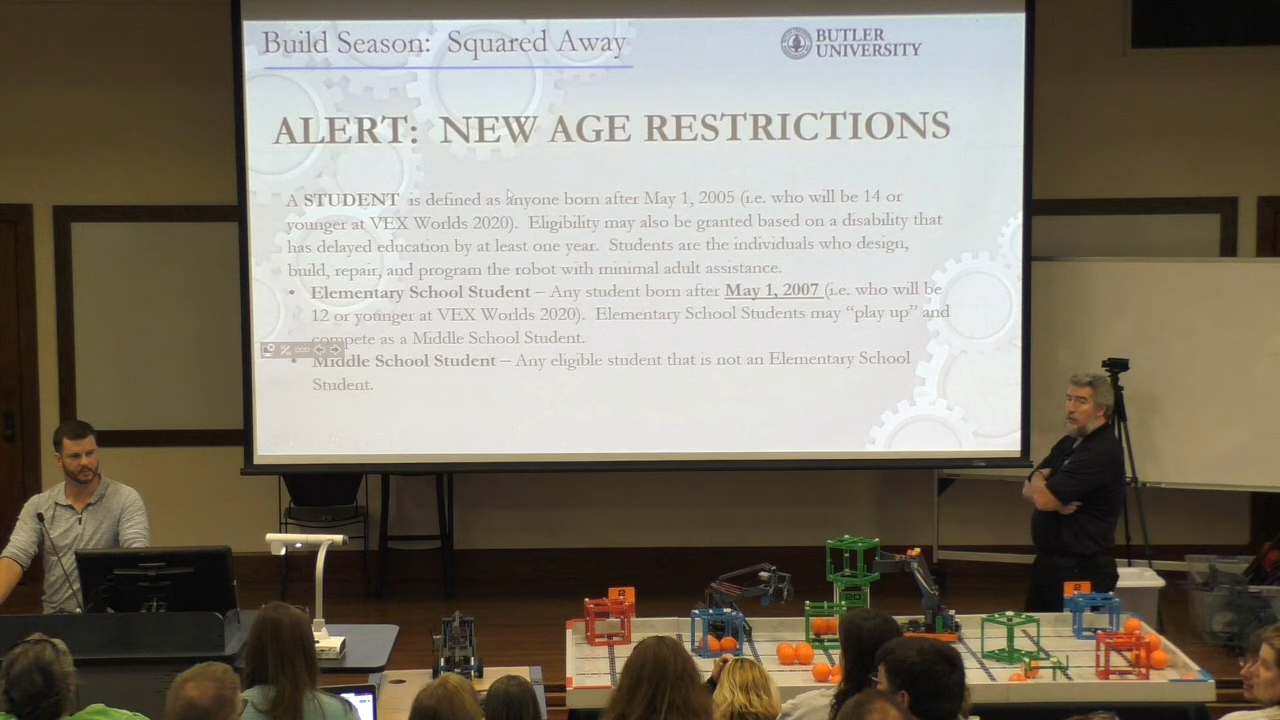 Build Season: Squared Away
BUTLER
UNIVERSITY
ALERT: NEW AGE RESTRICTIONS
A STUDENT is defined as anyone born after May 1, 2005 (i.e. who will be 14 or
younger at VEX Worlds 2020). Eligibility may also be granted based on a disability that
has delayed education by at least one year. Students are the individuals who design,
build, repair, and program the robot with minimal adult assistance.
• Elementary School Student – Any student born after May 1, 2007 (i.e. who will be
12 or younger at VEX Worlds 2020). Elementary School Students may “play up” and
compete as a Middle School Student.
• Middle School Student – Any eligible student that is not an Elementary School
Student.
2
20
2